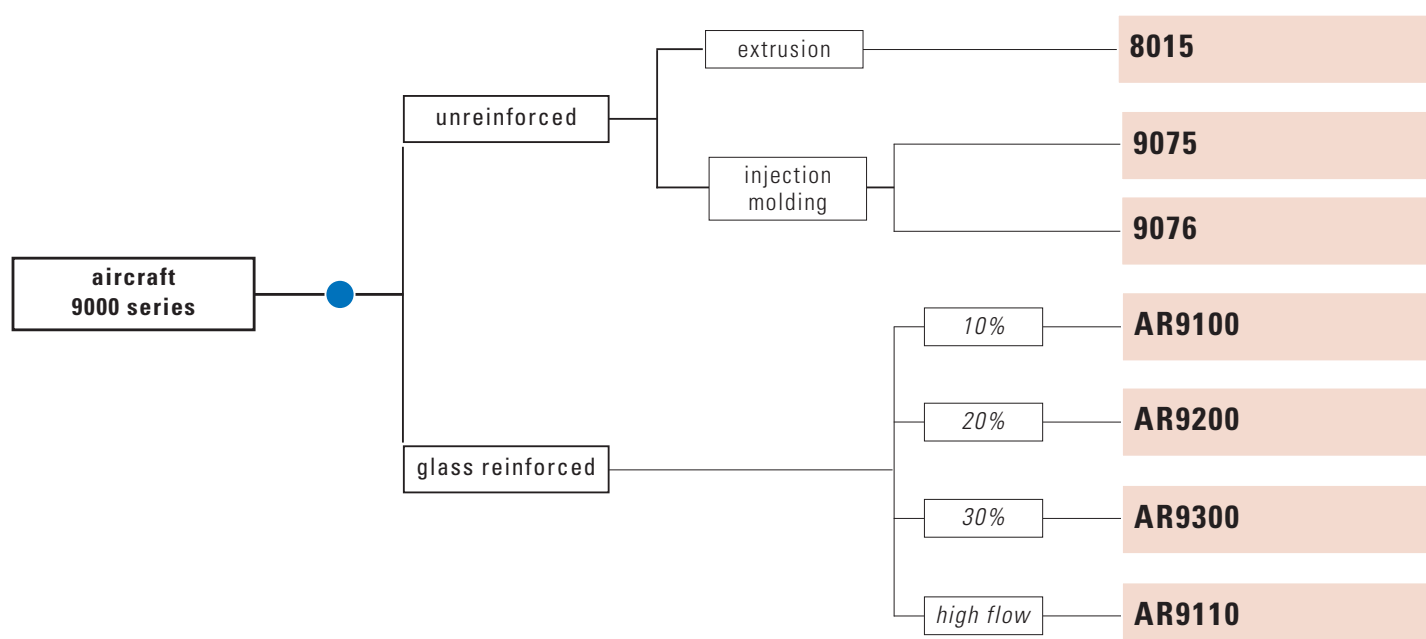 extrusion
8015
unreinforced
9075
injection
molding
9076
aircraft
9000 series
10%
AR9100
20%
AR9200
glass reinforced
30%
AR9300
high flow
AR9110